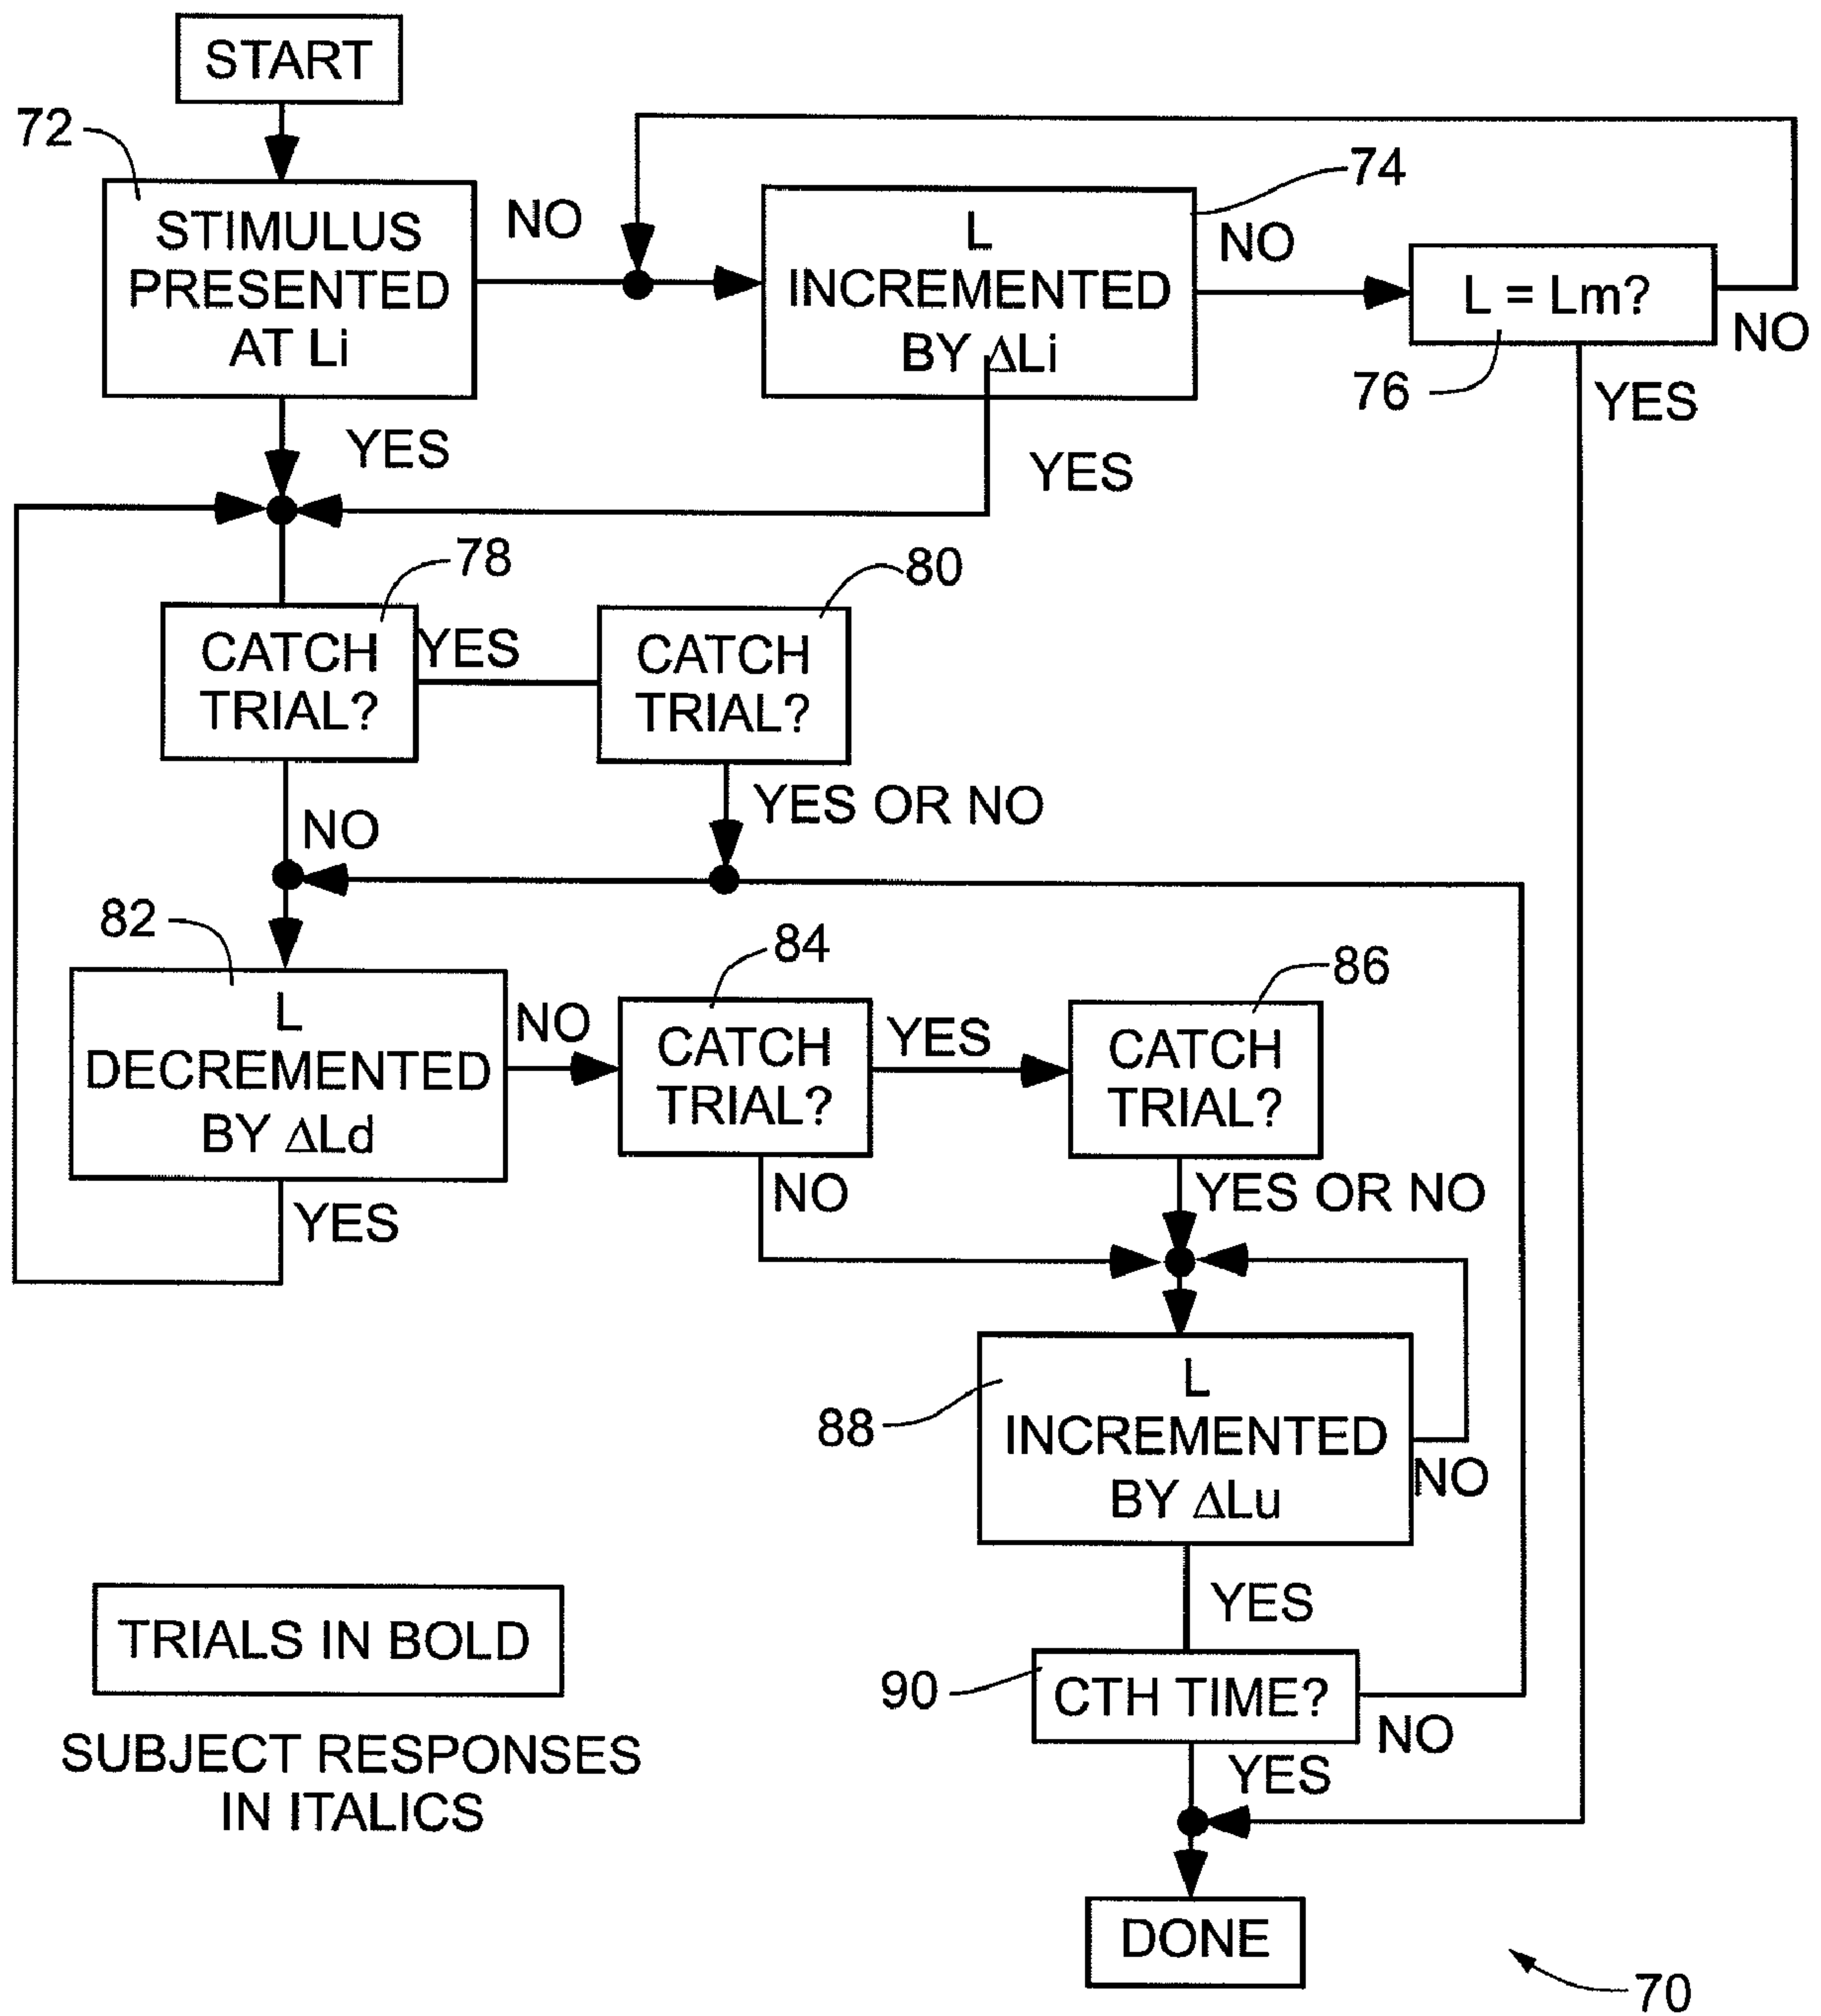 START
72
74
STIMULUS
PRESENTED
AT Li
NO
L
INCREMENTED
BY ΔLi
NO
L = Lm?
NO
76
YES
YES
YES
78
80
CATCH
TRIAL?
YES
CATCH
TRIAL?
NO
YES OR NO
82
84
86
L
DECREMENTED
BY ΔLd
NO
CATCH
TRIAL?
YES
CATCH
TRIAL?
YES
NO
YES OR NO
88
L
INCREMENTED
BY ΔLu
NO
YES
TRIALS IN BOLD
90
CTH TIME?
NO
SUBJECT RESPONSES
IN ITALICS
YES
DONE
70